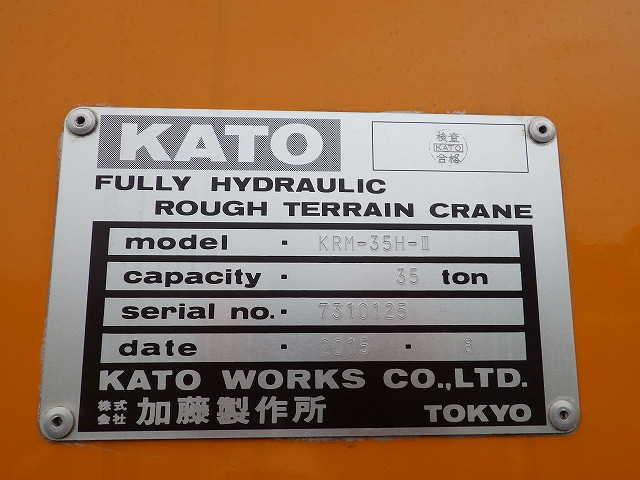 KATO
検査
KATO
合格
FULLY HYDRAULIC
ROUGH TERRAIN CRANE
model · KRM-35H-Ⅱ
capacity · 35 ton
serial no. · 7310125
date · 2015 · 8
KATO WORKS CO.,LTD.
株式会社 加藤製作所 TOKYO